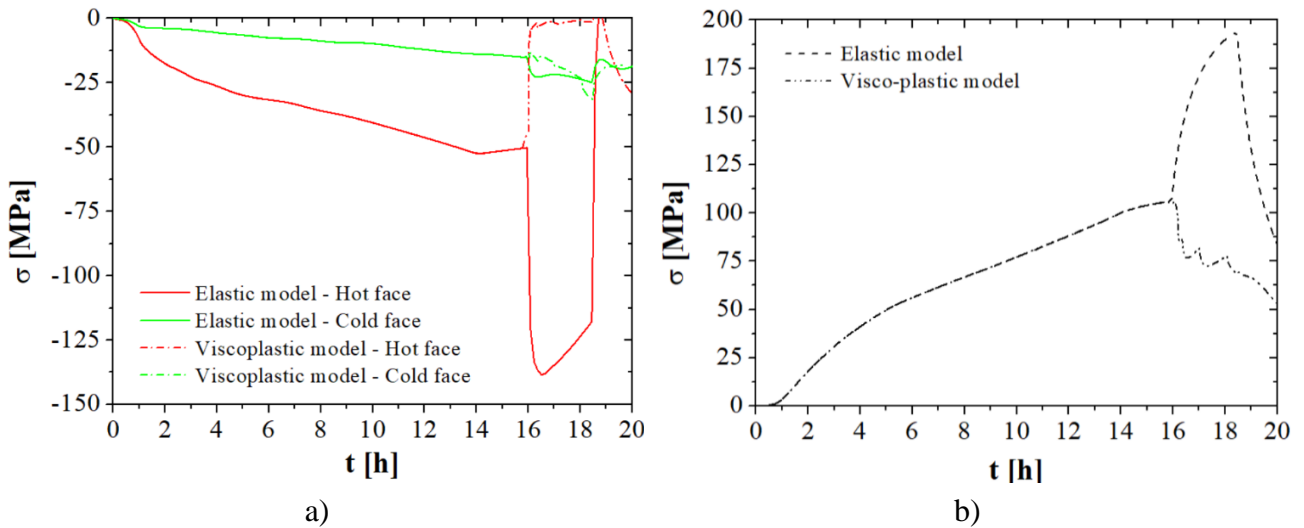 0
-25
-50
-75
-100
-125
-150
σ [MPa]
Elastic model - Hot face
Elastic model - Cold face
Viscoplastic model - Hot face
Viscoplastic model - Cold face
0 2 4 6 8 10 12 14 16 18 20
t [h]
a)
200
175
150
125
100
75
50
25
0
σ [MPa]
Elastic model
Visco-plastic model
0 2 4 6 8 10 12 14 16 18 20
t [h]
b)